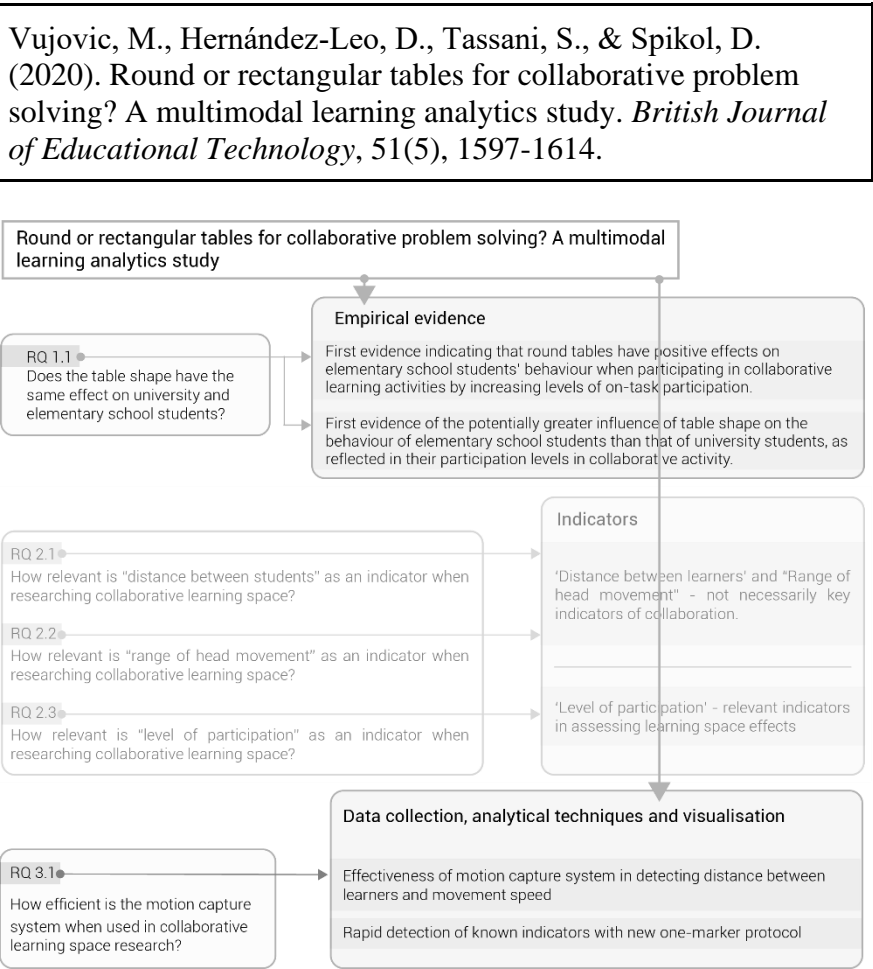 Vujovic, M., Hernández-Leo, D., Tassani, S., & Spikol, D.
(2020). Round or rectangular tables for collaborative problem
solving? A multimodal learning analytics study. British Journal
of Educational Technology, 51(5), 1597-1614.
Round or rectangular tables for collaborative problem solving? A multimodal
learning analytics study
Empirical evidence
RQ 1.1
Does the table shape have the
same effect on university and
elementary school students?
First evidence indicating that round tables have positive effects on
elementary school students' behaviour when participating in collaborative
learning activities by increasing levels of on-task participation.
First evidence of the potentially greater influence of table shape on the
behaviour of elementary school students than that of university students, as
reflected in their participation levels in collaborative activity.
Indicators
RQ 2.1
How relevant is “distance between students” as an indicator when
researching collaborative learning space?
RQ 2.2
How relevant is “range of head movement” as an indicator when
researching collaborative learning space?
RQ 2.3
How relevant is “level of participation” as an indicator when
researching collaborative learning space?
‘Distance between learners’ and “Range of
head movement” - not necessarily key
indicators of collaboration.
‘Level of participation’ - relevant indicators
in assessing learning space effects
Data collection, analytical techniques and visualisation
RQ 3.1
How efficient is the motion capture
system when used in collaborative
learning space research?
Effectiveness of motion capture system in detecting distance between
learners and movement speed
Rapid detection of known indicators with new one-marker protocol